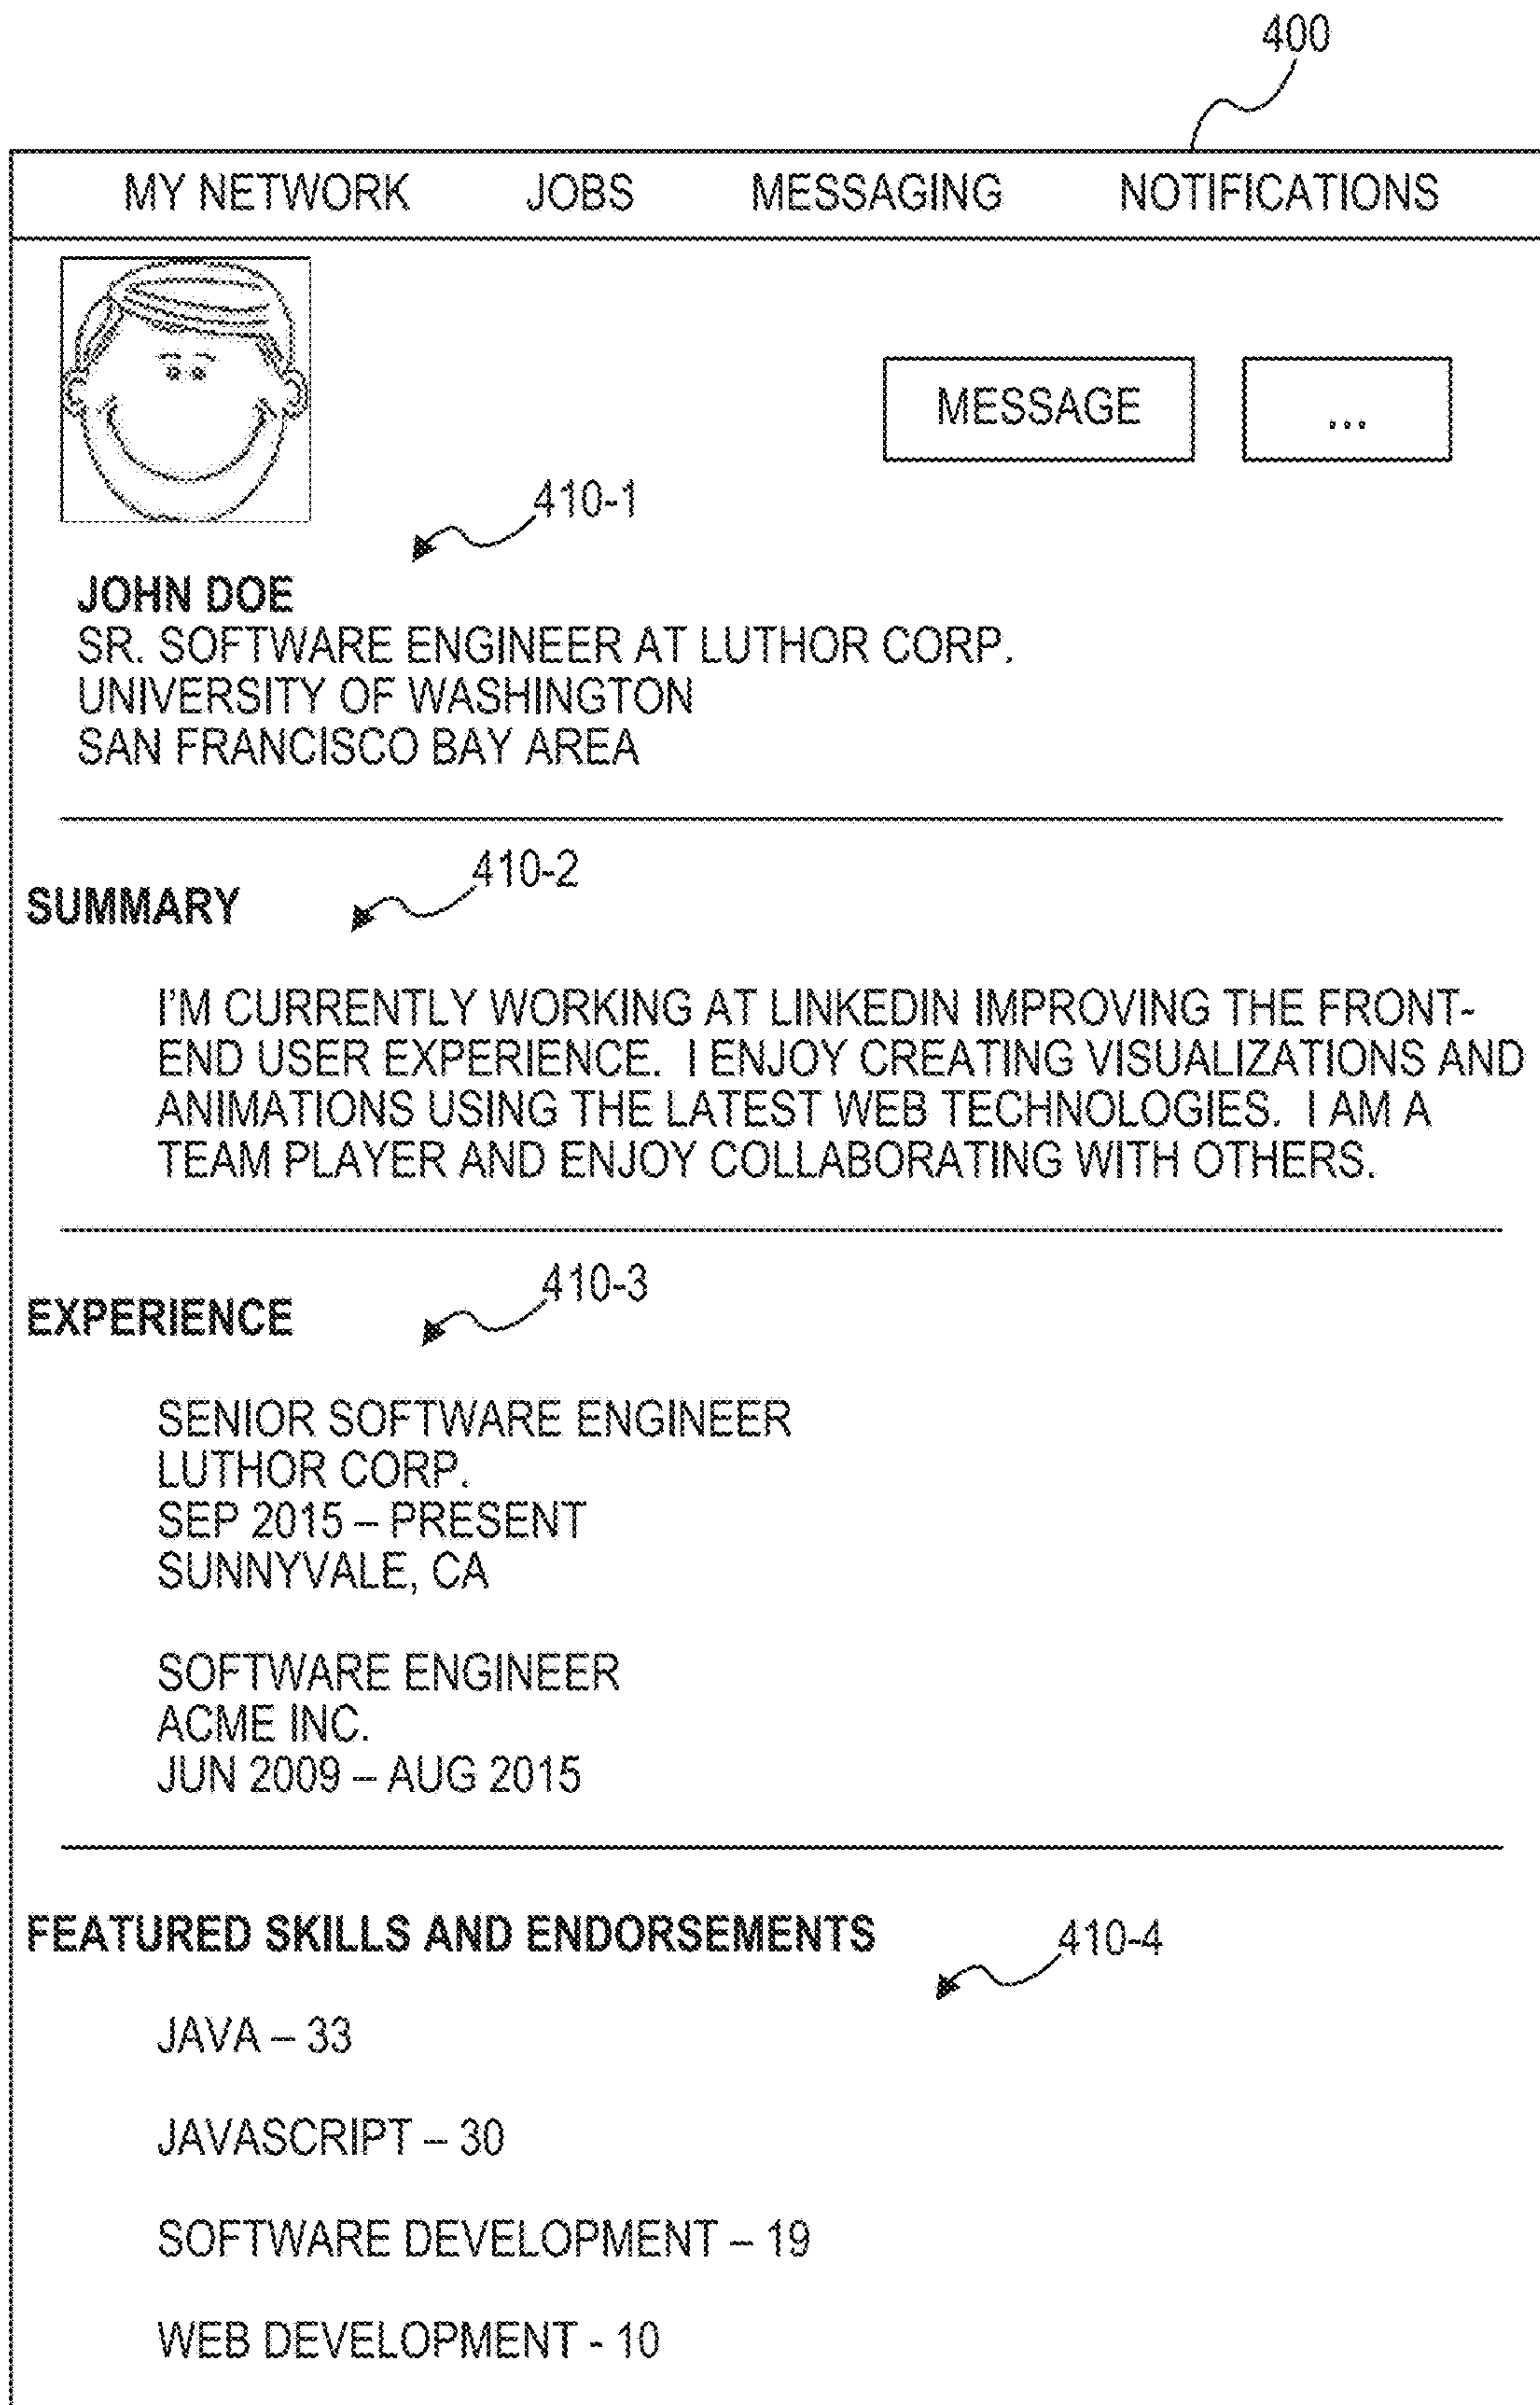 400
MY NETWORK JOBS MESSAGING NOTIFICATIONS
MESSAGE ...
410-1
JOHN DOE
SR. SOFTWARE ENGINEER AT LUTHOR CORP.
UNIVERSITY OF WASHINGTON
SAN FRANCISCO BAY AREA
410-2
SUMMARY
I'M CURRENTLY WORKING AT LINKEDIN IMPROVING THE FRONT-
END USER EXPERIENCE. I ENJOY CREATING VISUALIZATIONS AND
ANIMATIONS USING THE LATEST WEB TECHNOLOGIES. I AM A
TEAM PLAYER AND ENJOY COLLABORATING WITH OTHERS.
410-3
EXPERIENCE
SENIOR SOFTWARE ENGINEER
LUTHOR CORP.
SEP 2015 – PRESENT
SUNNYVALE, CA
SOFTWARE ENGINEER
ACME INC.
JUN 2009 – AUG 2015
FEATURED SKILLS AND ENDORSEMENTS
410-4
JAVA – 33
JAVASCRIPT – 30
SOFTWARE DEVELOPMENT – 19
WEB DEVELOPMENT - 10